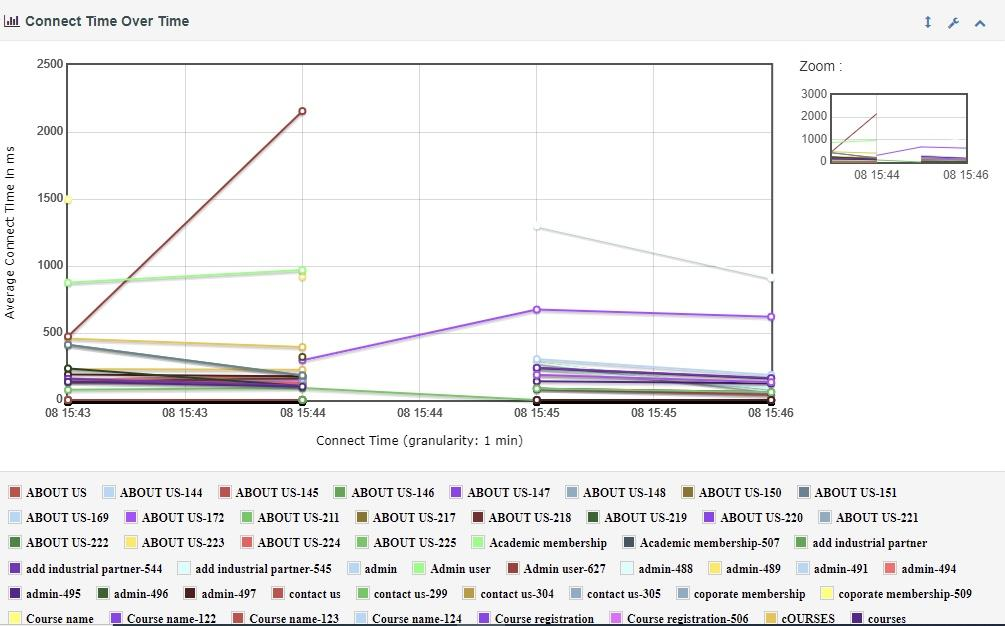 Connect Time Over Time
Zoom :
2500
2000
1500
1000
500
0
Average Connect Time In ms
08 15:43 08 15:43 08 15:44 08 15:44 08 15:45 08 15:45 08 15:46
Connect Time (granularity: 1 min)
3000
2000
1000
0
08 15:44 08 15:46
ABOUT US ABOUT US-144 ABOUT US-145 ABOUT US-146 ABOUT US-147 ABOUT US-148 ABOUT US-150 ABOUT US-151
ABOUT US-169 ABOUT US-172 ABOUT US-211 ABOUT US-217 ABOUT US-218 ABOUT US-219 ABOUT US-220 ABOUT US-221
ABOUT US-222 ABOUT US-223 ABOUT US-224 ABOUT US-225 Academic membership Academic membership-507 add industrial partner
add industrial partner-544 add industrial partner-545 admin Admin user Admin user-627 admin-488 admin-489 admin-491 admin-494
admin-495 admin-496 admin-497 contact us contact us-299 contact us-304 contact us-305 coporate membership coporate membership-509
Course name Course name-122 Course name-123 Course name-124 Course registration Course registration-506 cOURSES courses